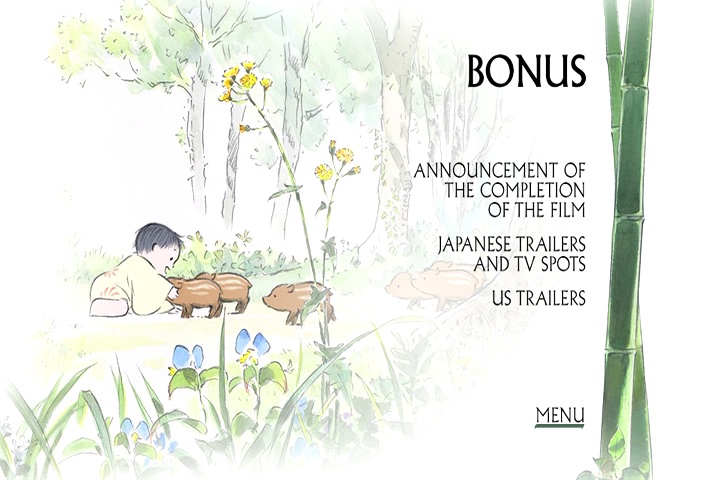 BONUS
ANNOUNCEMENT OF
THE COMPLETION
OF THE FILM
JAPANESE TRAILERS
AND TV SPOTS
US TRAILERS
MENU